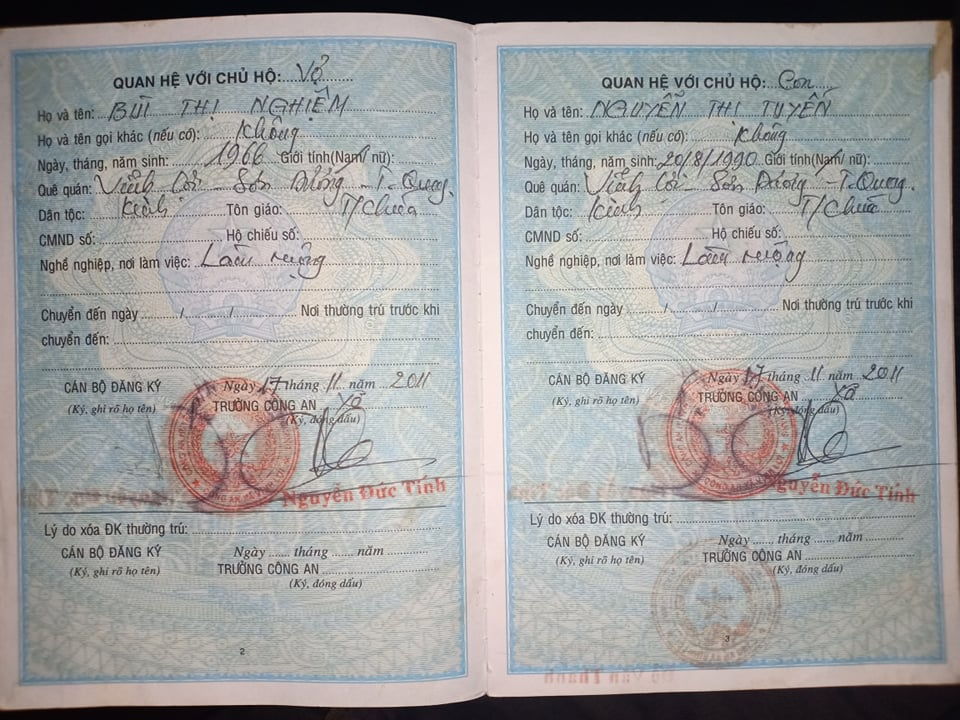 QUAN HỆ VỚI CHỦ HỘ: Vợ
Họ và tên: BÙI THỊ NGHIỆM
Họ và tên gọi khác (nếu có): Không
Ngày, tháng, năm sinh: 1966 Giới tính (Nam/ nữ):
Quê quán: Vĩnh Lợi - Sơn Dương - T. Quang
Dân tộc: Kinh Tôn giáo: T/Chúa
CMND số: Hộ chiếu số:
Nghề nghiệp, nơi làm việc: Làm ruộng
Chuyển đến ngày / / Nơi thường trú trước khi
chuyển đến:
CÁN BỘ ĐĂNG KÝ Ngày 17 tháng 11 năm 2011
(Ký, ghi rõ họ tên) TRƯỞNG CÔNG AN Xã
(Ký, đóng dấu)
Nguyễn Đức Tính
Lý do xóa ĐK thường trú:
CÁN BỘ ĐĂNG KÝ Ngày tháng năm
(Ký, ghi rõ họ tên) TRƯỞNG CÔNG AN
(Ký, đóng dấu)
2
QUAN HỆ VỚI CHỦ HỘ: Con
Họ và tên: NGUYỄN THỊ TUYẾN
Họ và tên gọi khác (nếu có): Không
Ngày, tháng, năm sinh: 20/8/1990 Giới tính (Nam/ nữ):
Quê quán: Vĩnh Lợi - Sơn Dương - T. Quang
Dân tộc: Kinh Tôn giáo: T/Chúa
CMND số: Hộ chiếu số:
Nghề nghiệp, nơi làm việc: Làm ruộng
Chuyển đến ngày / / Nơi thường trú trước khi
chuyển đến:
CÁN BỘ ĐĂNG KÝ Ngày 17 tháng 11 năm 2011
(Ký, ghi rõ họ tên) TRƯỞNG CÔNG AN Xã
(Ký, đóng dấu)
Nguyễn Đức Tính
Lý do xóa ĐK thường trú:
CÁN BỘ ĐĂNG KÝ Ngày tháng năm
(Ký, ghi rõ họ tên) TRƯỞNG CÔNG AN
(Ký, đóng dấu)
3